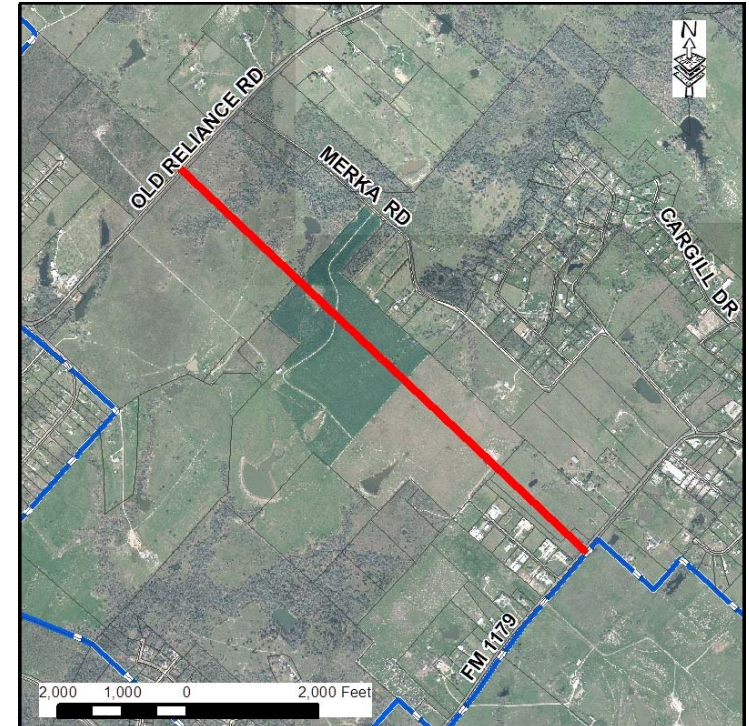 N
OLD RELIANCE RD
MERKA RD
CARGILL DR
FM 1179
2,000 1,000 0 2,000 Feet